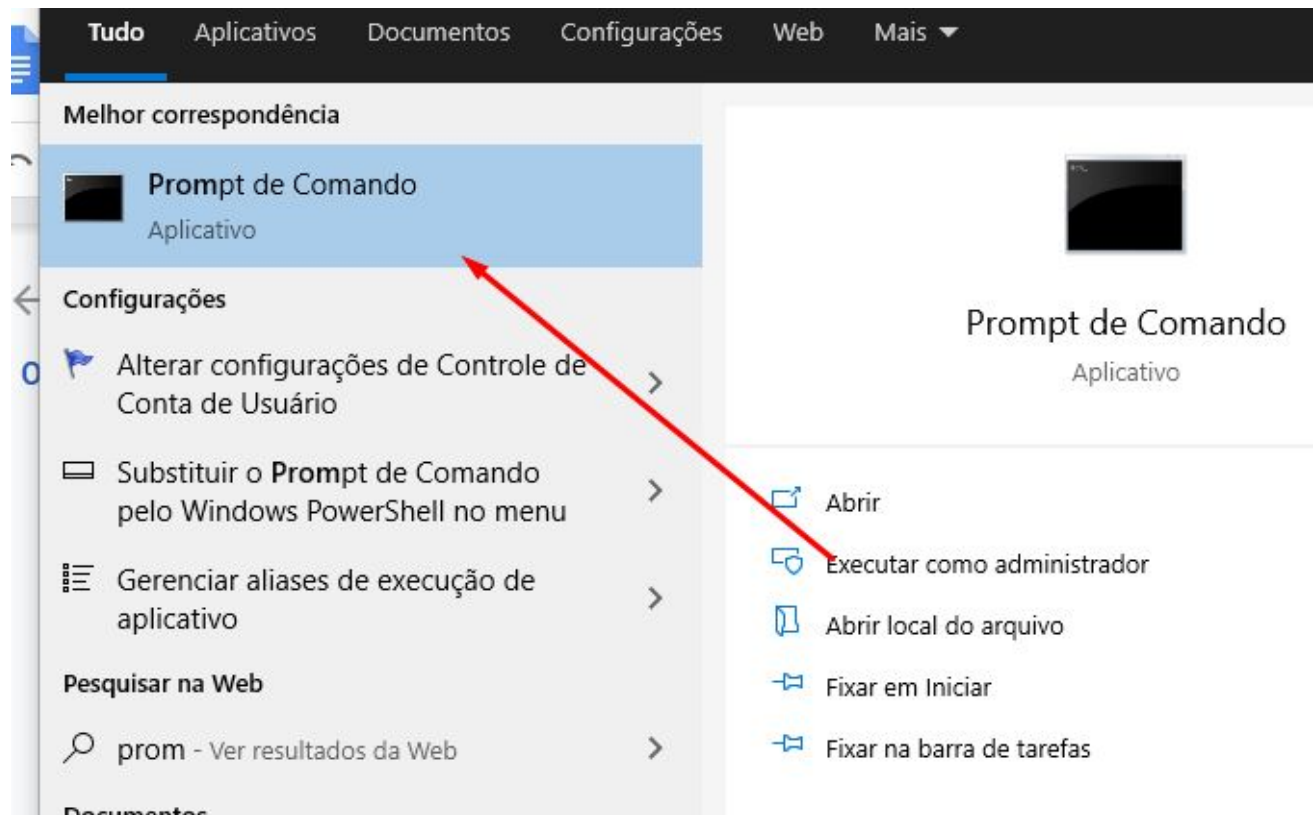 Tudo Aplicativos Documentos Configurações Web Mais
Melhor correspondência
Prompt de Comando
Aplicativo
Configurações
Alterar configurações de Controle de
Conta de Usuário
Substituir o Prompt de Comando
pelo Windows PowerShell no menu
Gerenciar aliases de execução de
aplicativo
Pesquisar na Web
prom - Ver resultados da Web
Documentos
Prompt de Comando
Aplicativo
Abrir
Executar como administrador
Abrir local do arquivo
Fixar em Iniciar
Fixar na barra de tarefas